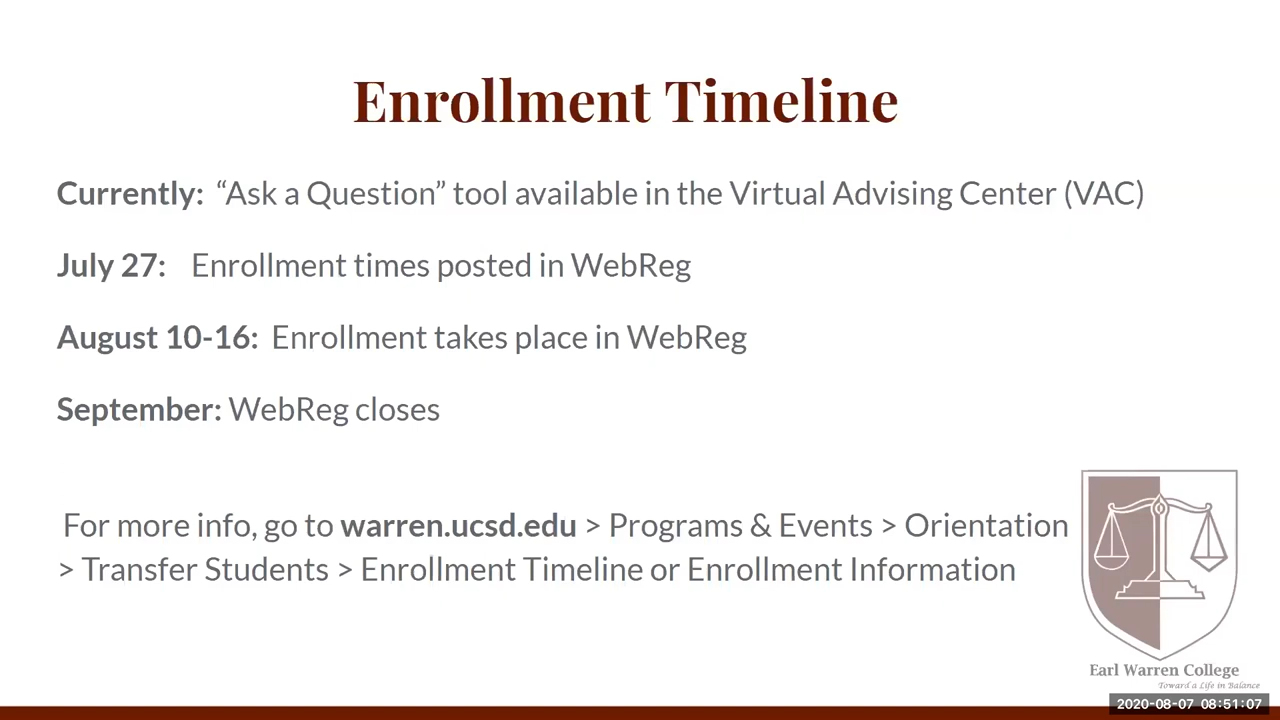 Enrollment Timeline
Currently: “Ask a Question” tool available in the Virtual Advising Center (VAC)
July 27: Enrollment times posted in WebReg
August 10-16: Enrollment takes place in WebReg
September: WebReg closes
For more info, go to warren.ucsd.edu > Programs & Events > Orientation
> Transfer Students > Enrollment Timeline or Enrollment Information
Earl Warren College
Toward a Life in Balance
2020-08-07 08:51:07